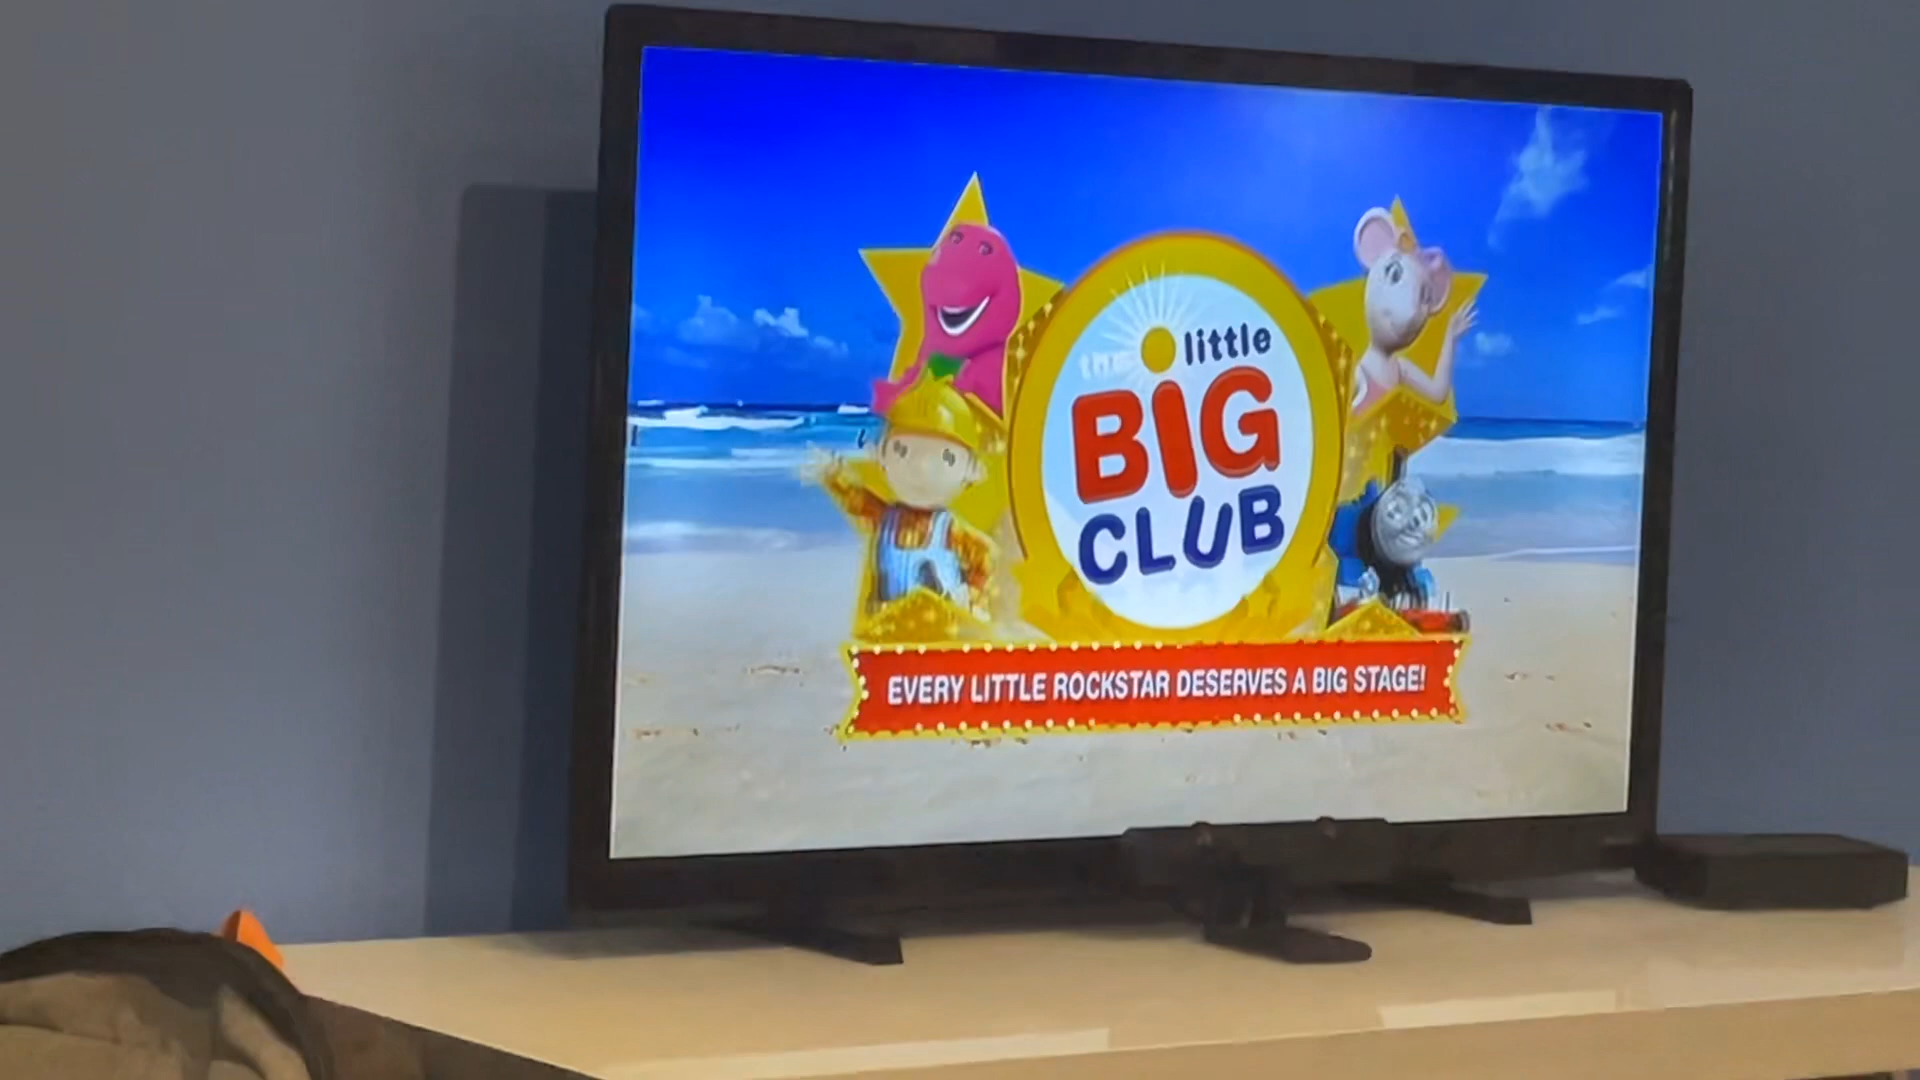 the little
BiG
CLUB
EVERY LITTLE ROCKSTAR DESERVES A BIG STAGE!